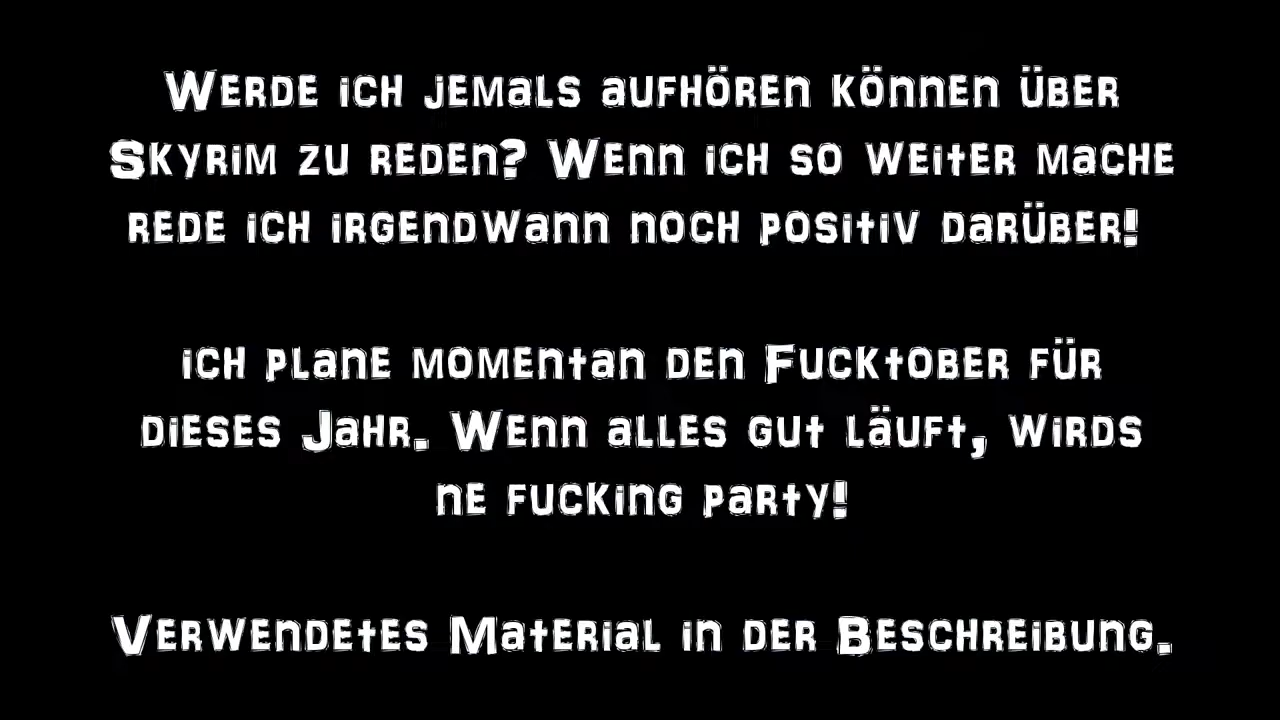 Werde ich jemals aufhören können über
Skyrim zu reden? Wenn ich so weiter mache
rede ich irgendwann noch positiv darüber!
ich plane momentan den Fucktober für
dieses Jahr. Wenn alles gut läuft, wirds
ne fucking party!
Verwendetes Material in der Beschreibung.